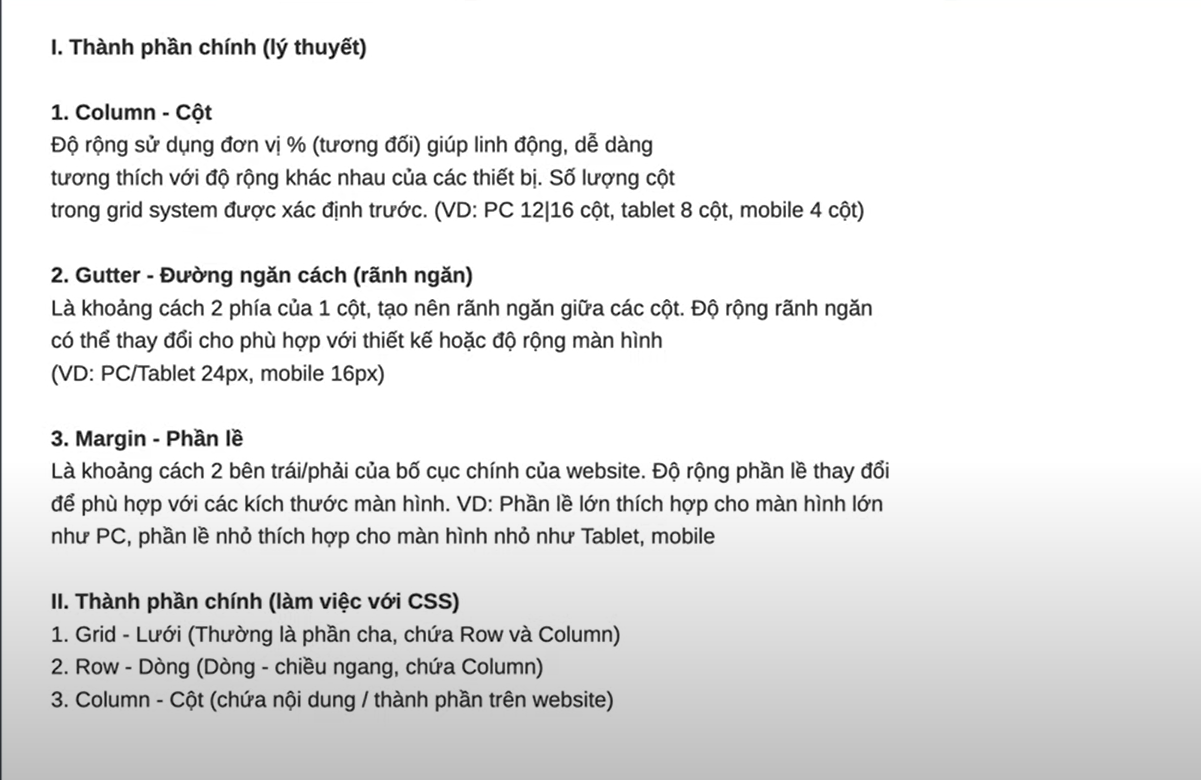 I. Thành phần chính (lý thuyết)
1. Column - Cột
Độ rộng sử dụng đơn vị % (tương đối) giúp linh động, dễ dàng
tương thích với độ rộng khác nhau của các thiết bị. Số lượng cột
trong grid system được xác định trước. (VD: PC 12|16 cột, tablet 8 cột, mobile 4 cột)
2. Gutter - Đường ngăn cách (rãnh ngăn)
Là khoảng cách 2 phía của 1 cột, tạo nên rãnh ngăn giữa các cột. Độ rộng rãnh ngăn
có thể thay đổi cho phù hợp với thiết kế hoặc độ rộng màn hình
(VD: PC/Tablet 24px, mobile 16px)
3. Margin - Phần lề
Là khoảng cách 2 bên trái/phải của bố cục chính của website. Độ rộng phần lề thay đổi
để phù hợp với các kích thước màn hình. VD: Phần lề lớn thích hợp cho màn hình lớn
như PC, phần lề nhỏ thích hợp cho màn hình nhỏ như Tablet, mobile
II. Thành phần chính (làm việc với CSS)
1. Grid - Lưới (Thường là phần cha, chứa Row và Column)
2. Row - Dòng (Dòng - chiều ngang, chứa Column)
3. Column - Cột (chứa nội dung / thành phần trên website)